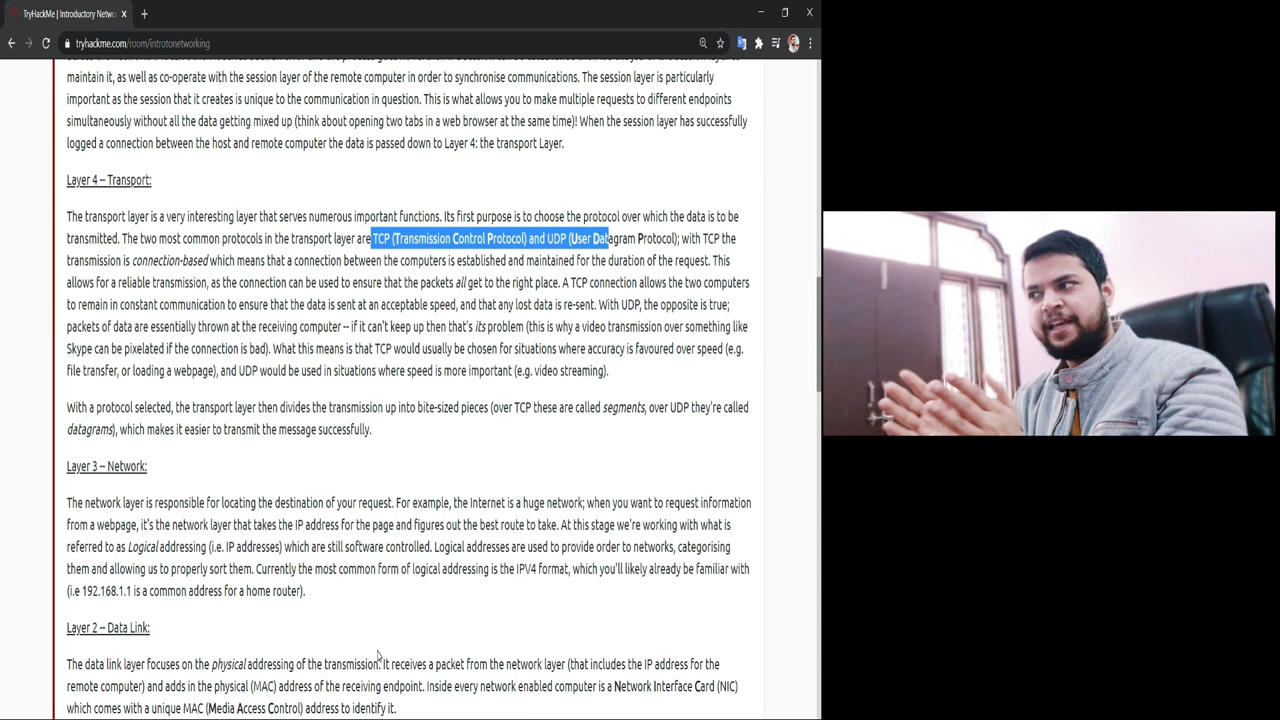 TryHackMe | Introductory Netwo
tryhackme.com/room/introtonetworking
maintain it, as well as co-operate with the session layer of the remote computer in order to synchronise communications. The session layer is particularly
important as the session that it creates is unique to the communication in question. This is what allows you to make multiple requests to different endpoints
simultaneously without all the data getting mixed up (think about opening two tabs in a web browser at the same time)! When the session layer has successfully
logged a connection between the host and remote computer the data is passed down to Layer 4: the transport Layer.
Layer 4 -- Transport:
The transport layer is a very interesting layer that serves numerous important functions. Its first purpose is to choose the protocol over which the data is to be
transmitted. The two most common protocols in the transport layer are TCP (Transmission Control Protocol) and UDP (User Datagram Protocol); with TCP the
transmission is connection-based which means that a connection between the computers is established and maintained for the duration of the request. This
allows for a reliable transmission, as the connection can be used to ensure that the packets all get to the right place. A TCP connection allows the two computers
to remain in constant communication to ensure that the data is sent at an acceptable speed, and that any lost data is re-sent. With UDP, the opposite is true;
packets of data are essentially thrown at the receiving computer -- if it can't keep up then that's its problem (this is why a video transmission over something like
Skype can be pixelated if the connection is bad). What this means is that TCP would usually be chosen for situations where accuracy is favoured over speed (e.g.
file transfer, or loading a webpage), and UDP would be used in situations where speed is more important (e.g. video streaming).
With a protocol selected, the transport layer then divides the transmission up into bite-sized pieces (over TCP these are called segments, over UDP they're called
datagrams), which makes it easier to transmit the message successfully.
Layer 3 -- Network:
The network layer is responsible for locating the destination of your request. For example, the Internet is a huge network; when you want to request information
from a webpage, it's the network layer that takes the IP address for the page and figures out the best route to take. At this stage we're working with what is
referred to as Logical addressing (i.e. IP addresses) which are still software controlled. Logical addresses are used to provide order to networks, categorising
them and allowing us to properly sort them. Currently the most common form of logical addressing is the IPV4 format, which you'll likely already be familiar with
(i.e 192.168.1.1 is a common address for a home router).
Layer 2 -- Data Link:
The data link layer focuses on the physical addressing of the transmission. It receives a packet from the network layer (that includes the IP address for the
remote computer) and adds in the physical (MAC) address of the receiving endpoint. Inside every network enabled computer is a Network Interface Card (NIC)
which comes with a unique MAC (Media Access Control) address to identify it.